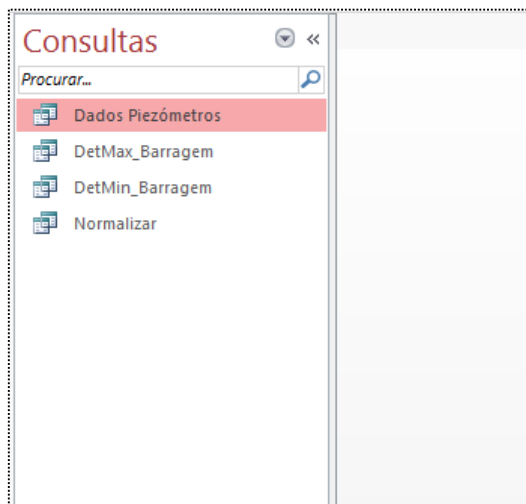 Consultas
Procurar...
Dados Piezómetros
DetMax_Barragem
DetMin_Barragem
Normalizar